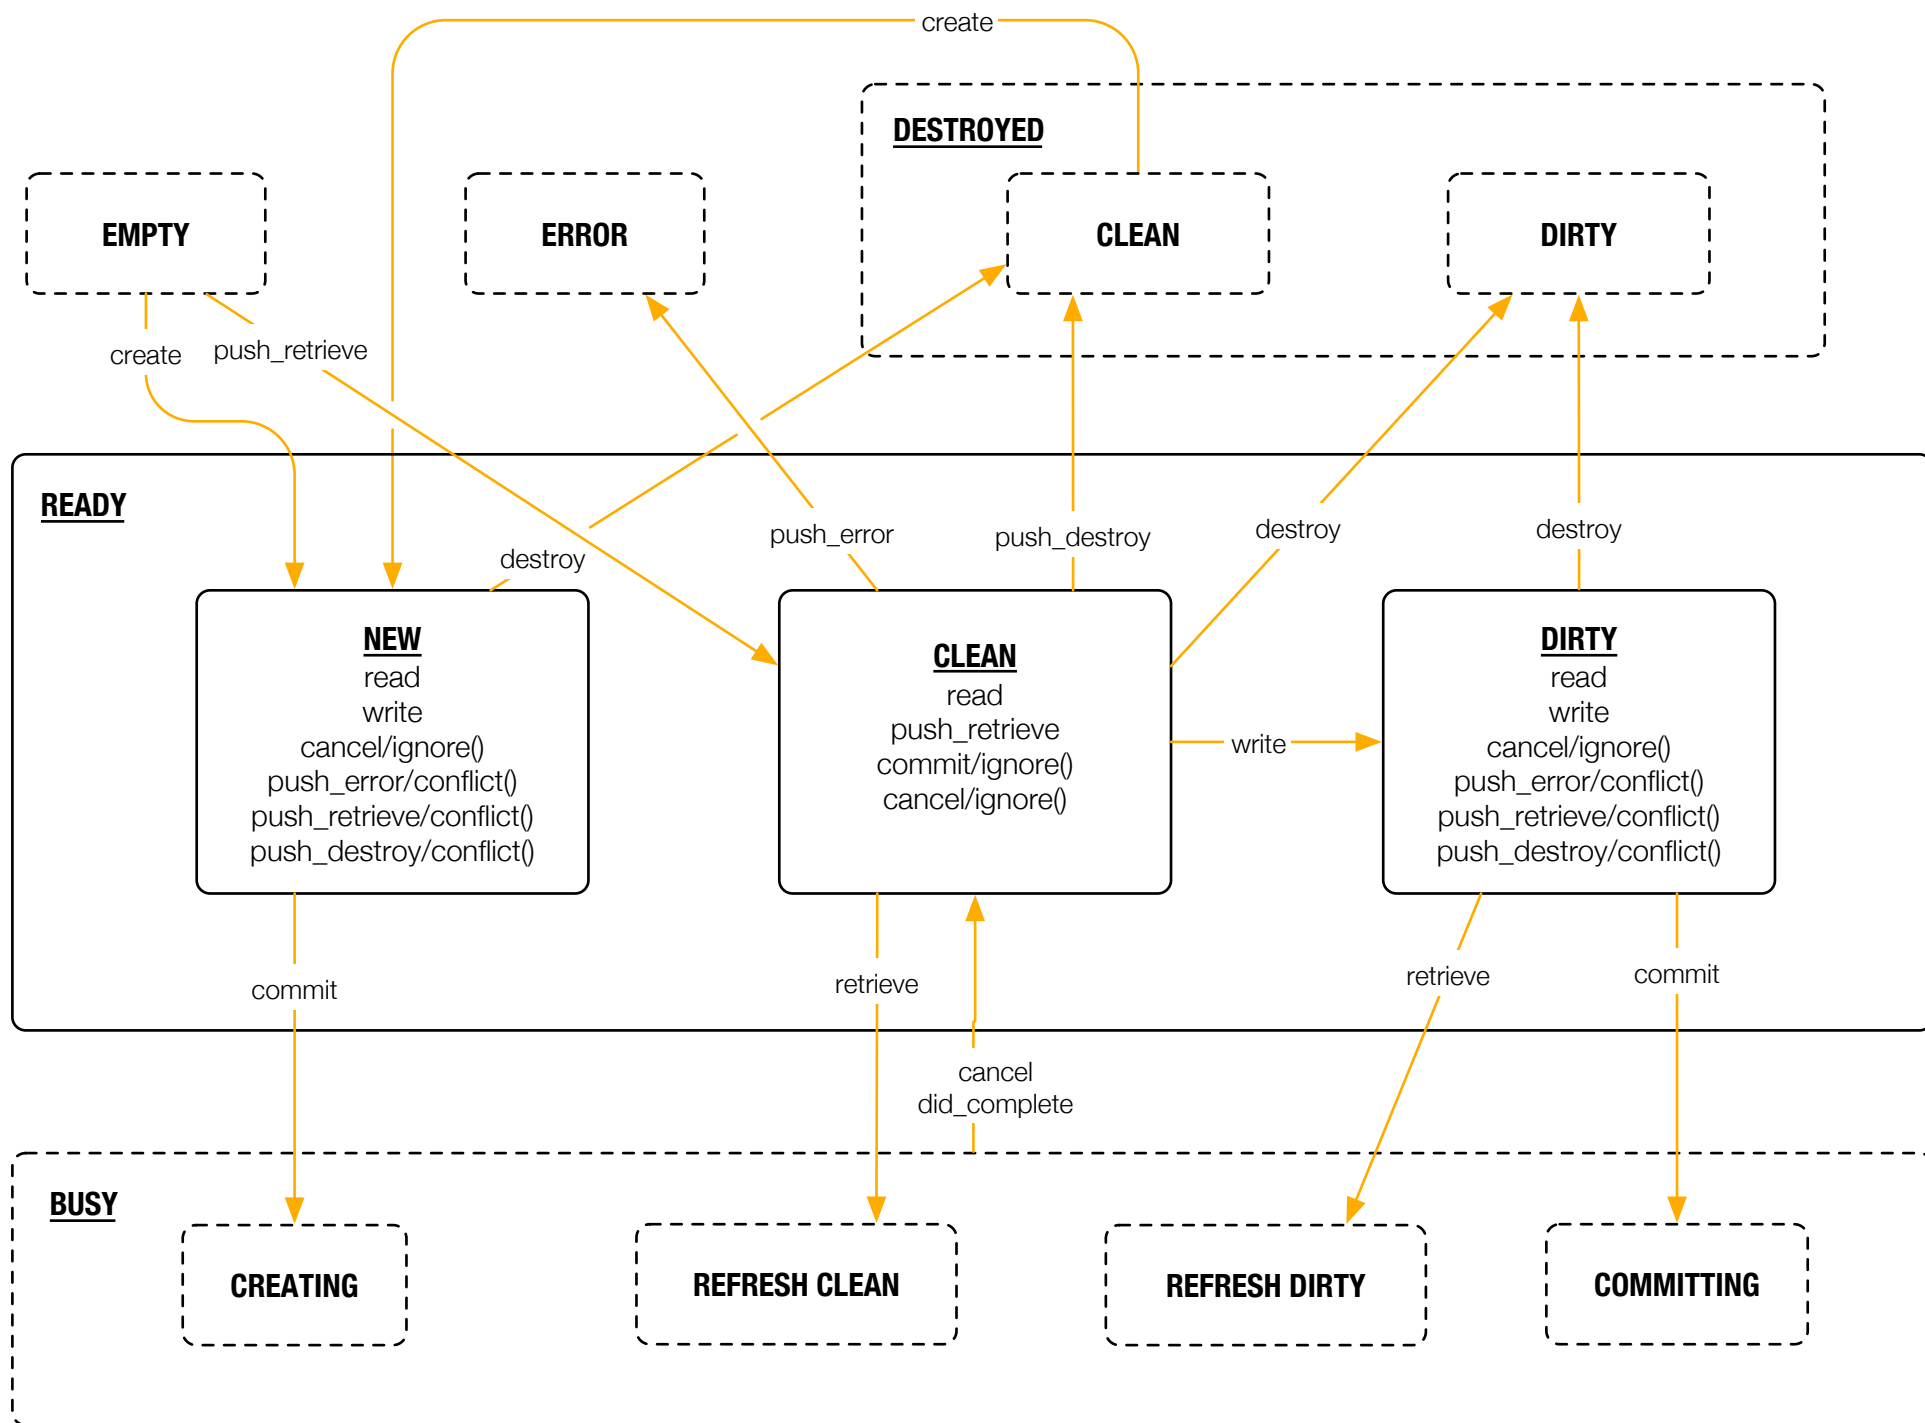 create
DESTROYED
EMPTY
ERROR
CLEAN
DIRTY
create
push_retrieve
READY
destroy
push_error
push_destroy
destroy
destroy
NEW
read
write
cancel/ignore()
push_error/conflict()
push_retrieve/conflict()
push_destroy/conflict()
CLEAN
read
push_retrieve
commit/ignore()
cancel/ignore()
write
DIRTY
read
write
cancel/ignore()
push_error/conflict()
push_retrieve/conflict()
push_destroy/conflict()
commit
retrieve
retrieve
commit
cancel
did_complete
BUSY
CREATING
REFRESH CLEAN
REFRESH DIRTY
COMMITTING